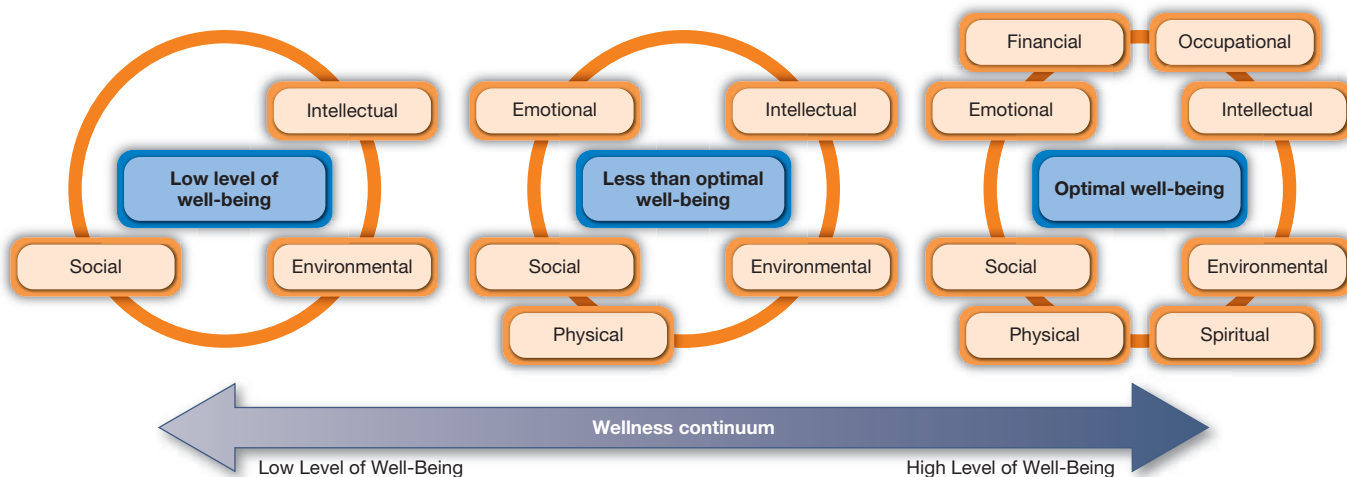 Intellectual
Low level of
well-being
Social
Environmental
Emotional
Intellectual
Less than optimal
well-being
Social
Environmental
Physical
Financial
Occupational
Emotional
Intellectual
Optimal well-being
Social
Environmental
Physical
Spiritual
Wellness continuum
Low Level of Well-Being
High Level of Well-Being